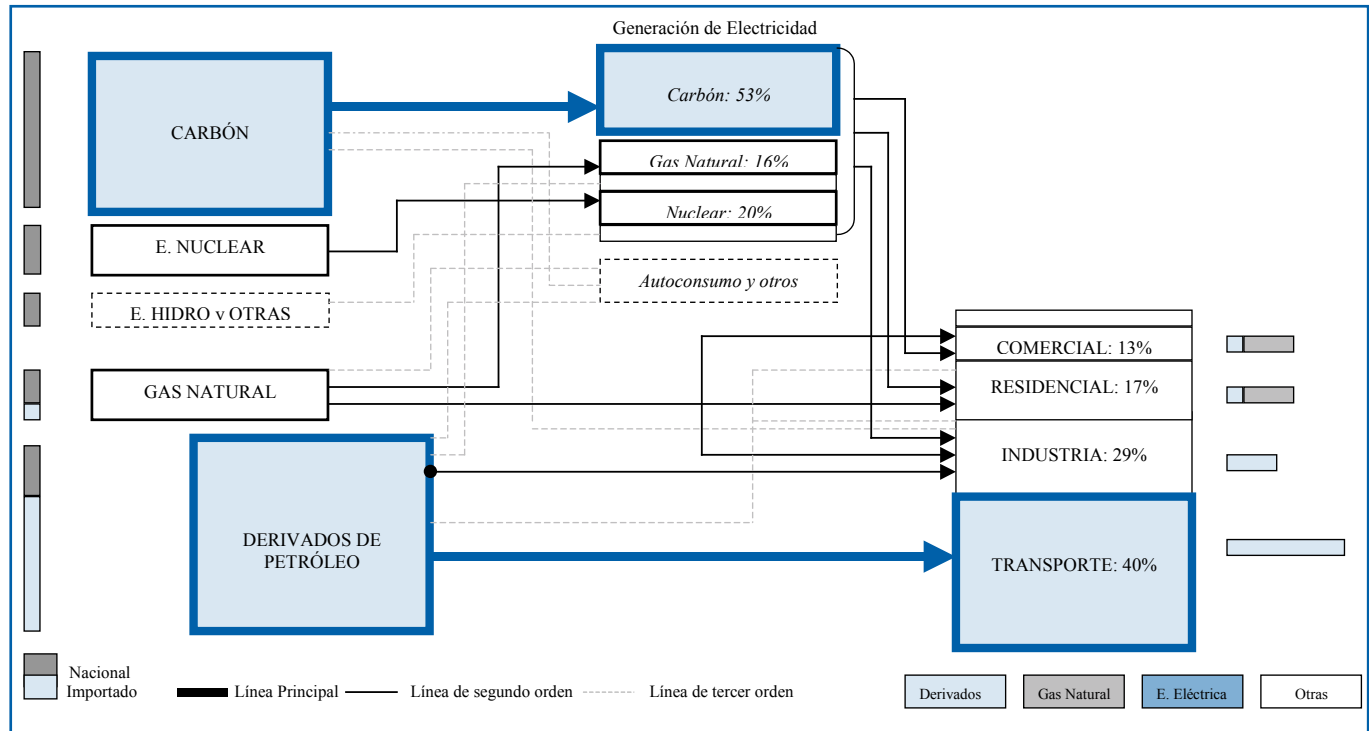 Generación de Electricidad
CARBÓN
Carbón: 53%
Gas Natural: 16%
Nuclear: 20%
E. NUCLEAR
Autoconsumo y otros
E. HIDRO y OTRAS
COMERCIAL: 13%
GAS NATURAL
RESIDENCIAL: 17%
INDUSTRIA: 29%
DERIVADOS DE
PETRÓLEO
TRANSPORTE: 40%
Nacional
Importado
Línea Principal
Línea de segundo orden
Línea de tercer orden
Derivados
Gas Natural
E. Eléctrica
Otras